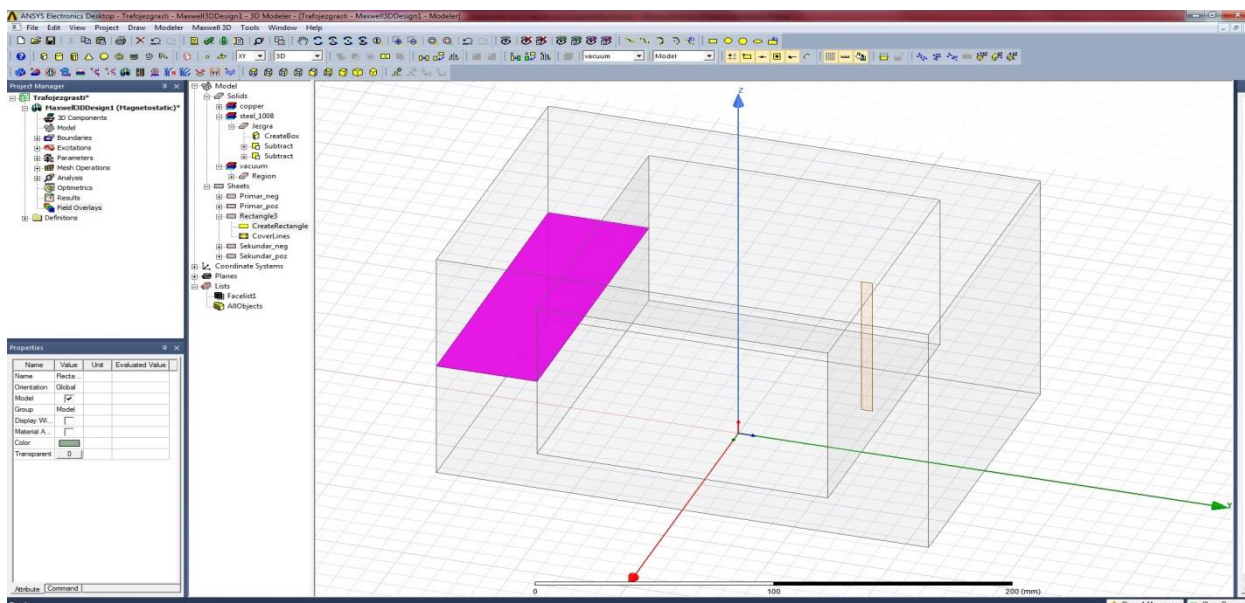 ANSYS Electronics Desktop - Trafojezgrasti - Maxwell3DDesign1 - 3D Modeler - [Trafojezgrasti - Maxwell3DDesign1 - Modeler]
File Edit View Project Draw Modeler Maxwell 3D Tools Window Help
XY 3D vacuum Model
Project Manager
Trafojezgrasti*
Maxwell3DDesign1 (Magnetostatic)*
3D Components
Model
Boundaries
Excitations
Parameters
Mesh Operations
Analysis
Optimetrics
Results
Field Overlays
Definitions
Model
Solids
copper
steel_1008
Jezgra
CreateBox
Subtract
Subtract
vacuum
Region
Sheets
Primar_neg
Primar_poz
Rectangle3
CreateRectangle
CoverLines
Sekundar_neg
Sekundar_poz
Coordinate Systems
Planes
Lists
Facelist1
AllObjects
Properties
Name Value Unit Evaluated Value
Name Recta...
Orientation Global
Model
Group Model
Display Wi...
Material A...
Color
Transparent 0
Attribute Command
Z
Y
0 100 200 (mm)